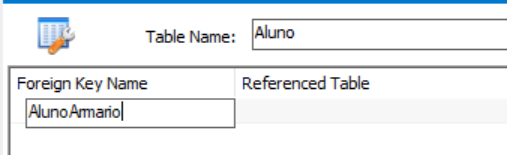 Table Name: Aluno
Foreign Key Name Referenced Table
AlunoArmario